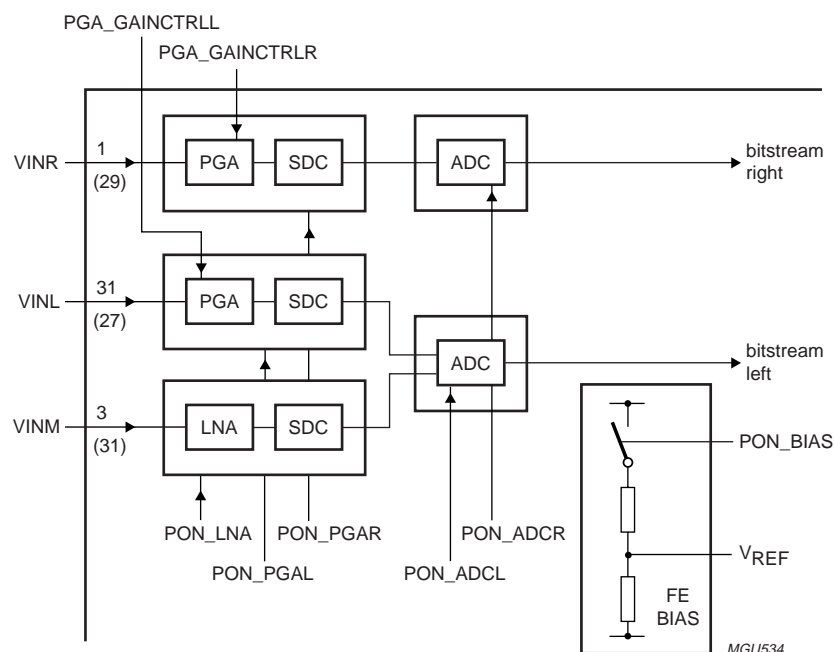 PGA_GAINCTRLL
PGA_GAINCTRLR
VINR
1
(29)
PGA
SDC
ADC
bitstream
right
VINL
31
(27)
PGA
SDC
ADC
bitstream
left
VINM
3
(31)
LNA
SDC
PON_BIAS
PON_LNA
PON_PGAR
PON_ADCR
PON_PGAL
PON_ADCL
VREF
FE
BIAS
MGU534